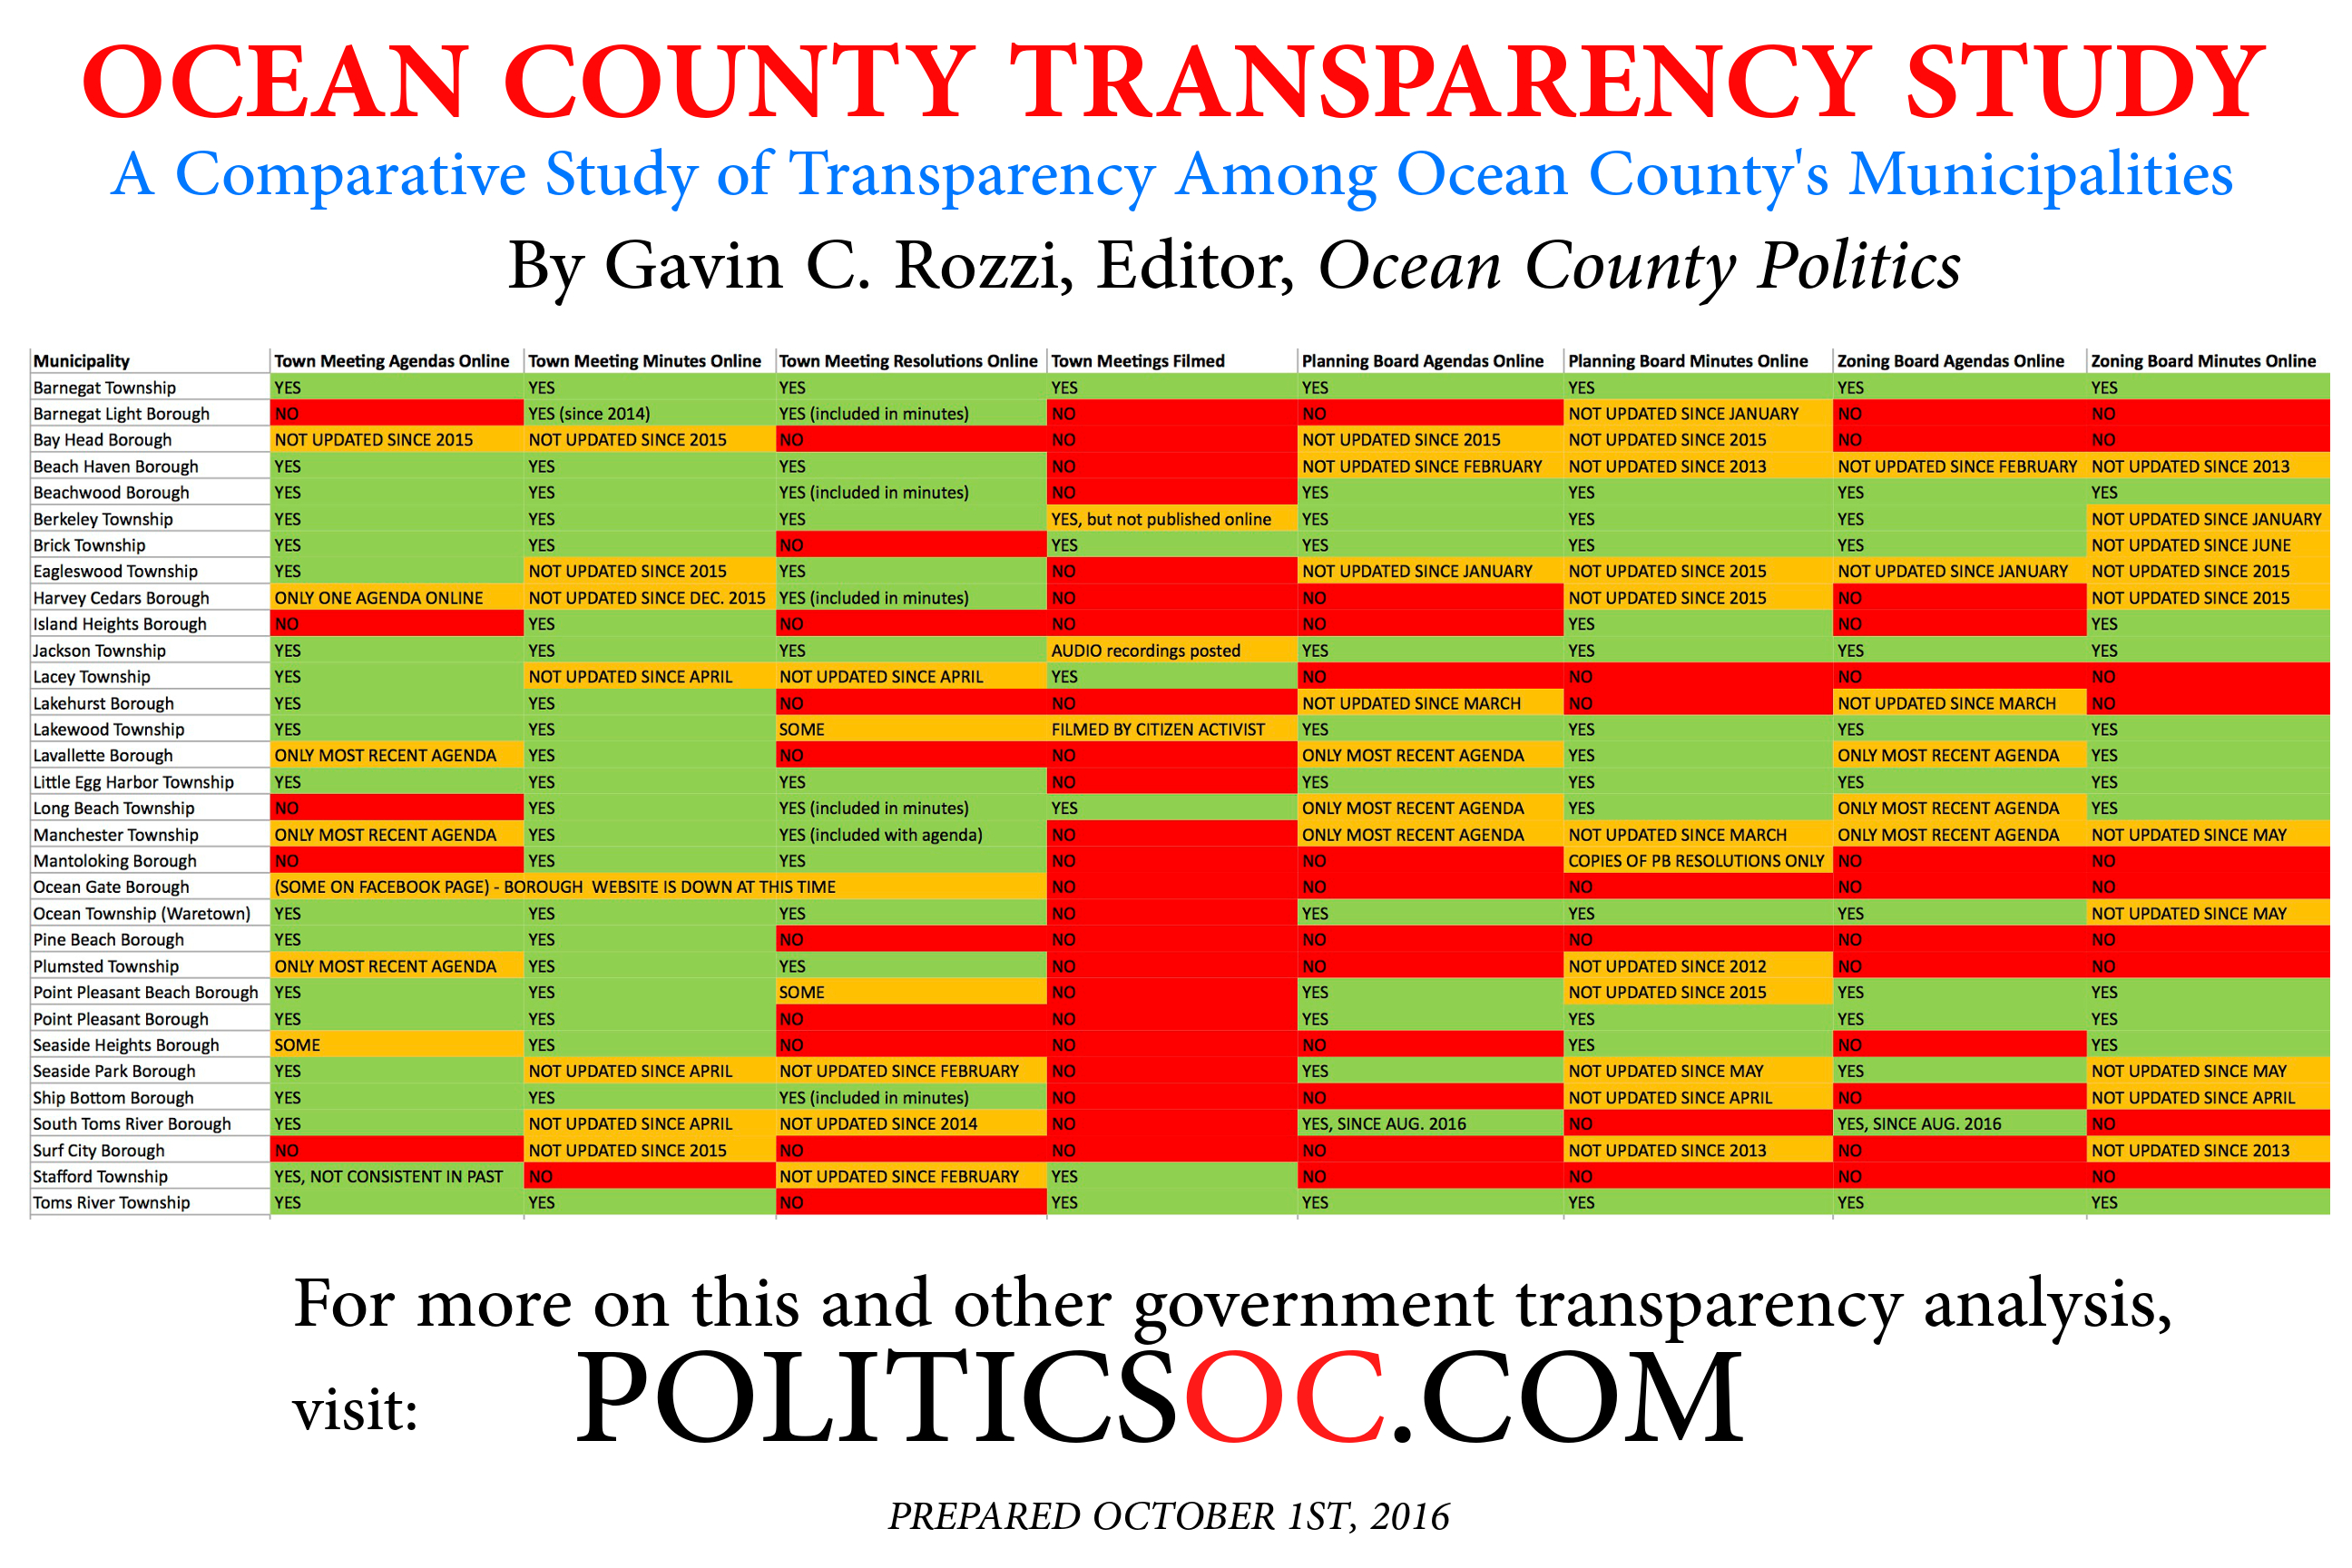 OCEAN COUNTY TRANSPARENCY STUDY
A Comparative Study of Transparency Among Ocean County's Municipalities
By Gavin C. Rozzi, Editor, Ocean County Politics
Municipality Town Meeting Agendas Online Town Meeting Minutes Online Town Meeting Resolutions Online Town Meetings Filmed Planning Board Agendas Online Planning Board Minutes Online Zoning Board Agendas Online Zoning Board Minutes Online
Barnegat Township YES YES YES YES YES YES YES YES
Barnegat Light Borough NO YES (since 2014) YES (included in minutes) NO NO NOT UPDATED SINCE JANUARY NO NO
Bay Head Borough NOT UPDATED SINCE 2015 NOT UPDATED SINCE 2015 NO NO NOT UPDATED SINCE 2015 NOT UPDATED SINCE 2015 NO NO
Beach Haven Borough YES YES YES NO NOT UPDATED SINCE FEBRUARY NOT UPDATED SINCE 2013 NOT UPDATED SINCE FEBRUARY NOT UPDATED SINCE 2013
Beachwood Borough YES YES YES (included in minutes) NO YES YES YES YES
Berkeley Township YES YES YES YES, but not published online YES YES YES NOT UPDATED SINCE JANUARY
Brick Township YES YES NO YES YES YES YES NOT UPDATED SINCE JUNE
Eagleswood Township YES NOT UPDATED SINCE 2015 YES NO NOT UPDATED SINCE JANUARY NOT UPDATED SINCE 2015 NOT UPDATED SINCE JANUARY NOT UPDATED SINCE 2015
Harvey Cedars Borough ONLY ONE AGENDA ONLINE NOT UPDATED SINCE DEC. 2015 YES (included in minutes) NO NO NOT UPDATED SINCE 2015 NO NOT UPDATED SINCE 2015
Island Heights Borough NO YES NO NO NO YES NO YES
Jackson Township YES YES YES AUDIO recordings posted YES YES YES YES
Lacey Township YES NOT UPDATED SINCE APRIL NOT UPDATED SINCE APRIL YES NO NO NO NO
Lakehurst Borough YES YES NO NO NOT UPDATED SINCE MARCH NO NOT UPDATED SINCE MARCH NO
Lakewood Township YES YES SOME FILMED BY CITIZEN ACTIVIST YES YES YES YES
Lavallette Borough ONLY MOST RECENT AGENDA YES NO NO ONLY MOST RECENT AGENDA YES ONLY MOST RECENT AGENDA YES
Little Egg Harbor Township YES YES YES NO YES YES YES YES
Long Beach Township NO YES YES (included in minutes) YES ONLY MOST RECENT AGENDA YES ONLY MOST RECENT AGENDA YES
Manchester Township ONLY MOST RECENT AGENDA YES YES (included with agenda) NO ONLY MOST RECENT AGENDA NOT UPDATED SINCE MARCH ONLY MOST RECENT AGENDA NOT UPDATED SINCE MAY
Mantoloking Borough NO YES YES NO NO COPIES OF PB RESOLUTIONS ONLY NO NO
Ocean Gate Borough (SOME ON FACEBOOK PAGE) - BOROUGH WEBSITE IS DOWN AT THIS TIME NO NO NO NO NO
Ocean Township (Waretown) YES YES YES NO YES YES YES NOT UPDATED SINCE MAY
Pine Beach Borough YES YES NO NO NO NO NO NO
Plumsted Township ONLY MOST RECENT AGENDA YES YES NO NO NOT UPDATED SINCE 2012 NO NO
Point Pleasant Beach Borough YES YES SOME NO YES NOT UPDATED SINCE 2015 YES YES
Point Pleasant Borough YES YES NO NO YES YES YES YES
Seaside Heights Borough SOME YES NO NO NO YES NO YES
Seaside Park Borough YES NOT UPDATED SINCE APRIL NOT UPDATED SINCE FEBRUARY NO YES NOT UPDATED SINCE MAY YES NOT UPDATED SINCE MAY
Ship Bottom Borough YES YES YES (included in minutes) NO NO NOT UPDATED SINCE APRIL NO NOT UPDATED SINCE APRIL
South Toms River Borough YES NOT UPDATED SINCE APRIL NOT UPDATED SINCE 2014 NO YES, SINCE AUG. 2016 NO YES, SINCE AUG. 2016 NO
Surf City Borough NO NOT UPDATED SINCE 2015 NO NO NO NOT UPDATED SINCE 2013 NO NOT UPDATED SINCE 2013
Stafford Township YES, NOT CONSISTENT IN PAST NO NOT UPDATED SINCE FEBRUARY YES NO NO NO NO
Toms River Township YES YES NO YES YES YES YES YES
For more on this and other government transparency analysis,
visit: POLITICSOC.COM
PREPARED OCTOBER 1ST, 2016